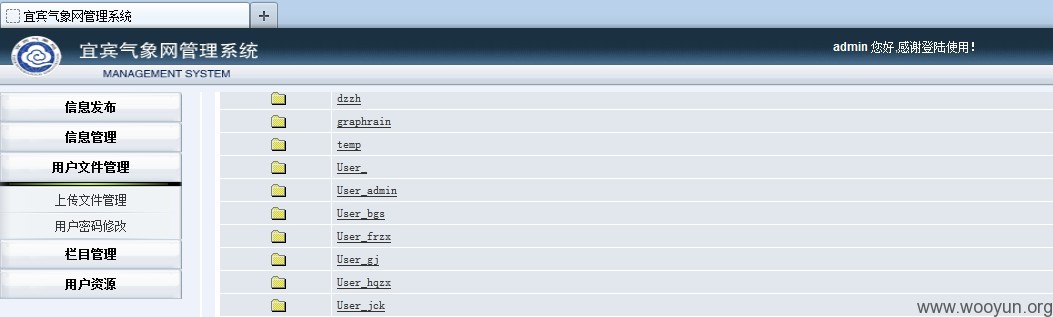 宜宾气象网管理系统
宜宾气象网管理系统
MANAGEMENT SYSTEM
admin 您好,感谢登陆使用!
信息发布
信息管理
用户文件管理
上传文件管理
用户密码修改
栏目管理
用户资源
dzzh
graphrain
temp
User_
User_admin
User_bgs
User_frzx
User_gj
User_hqzx
User_jck
www.wooyun.org